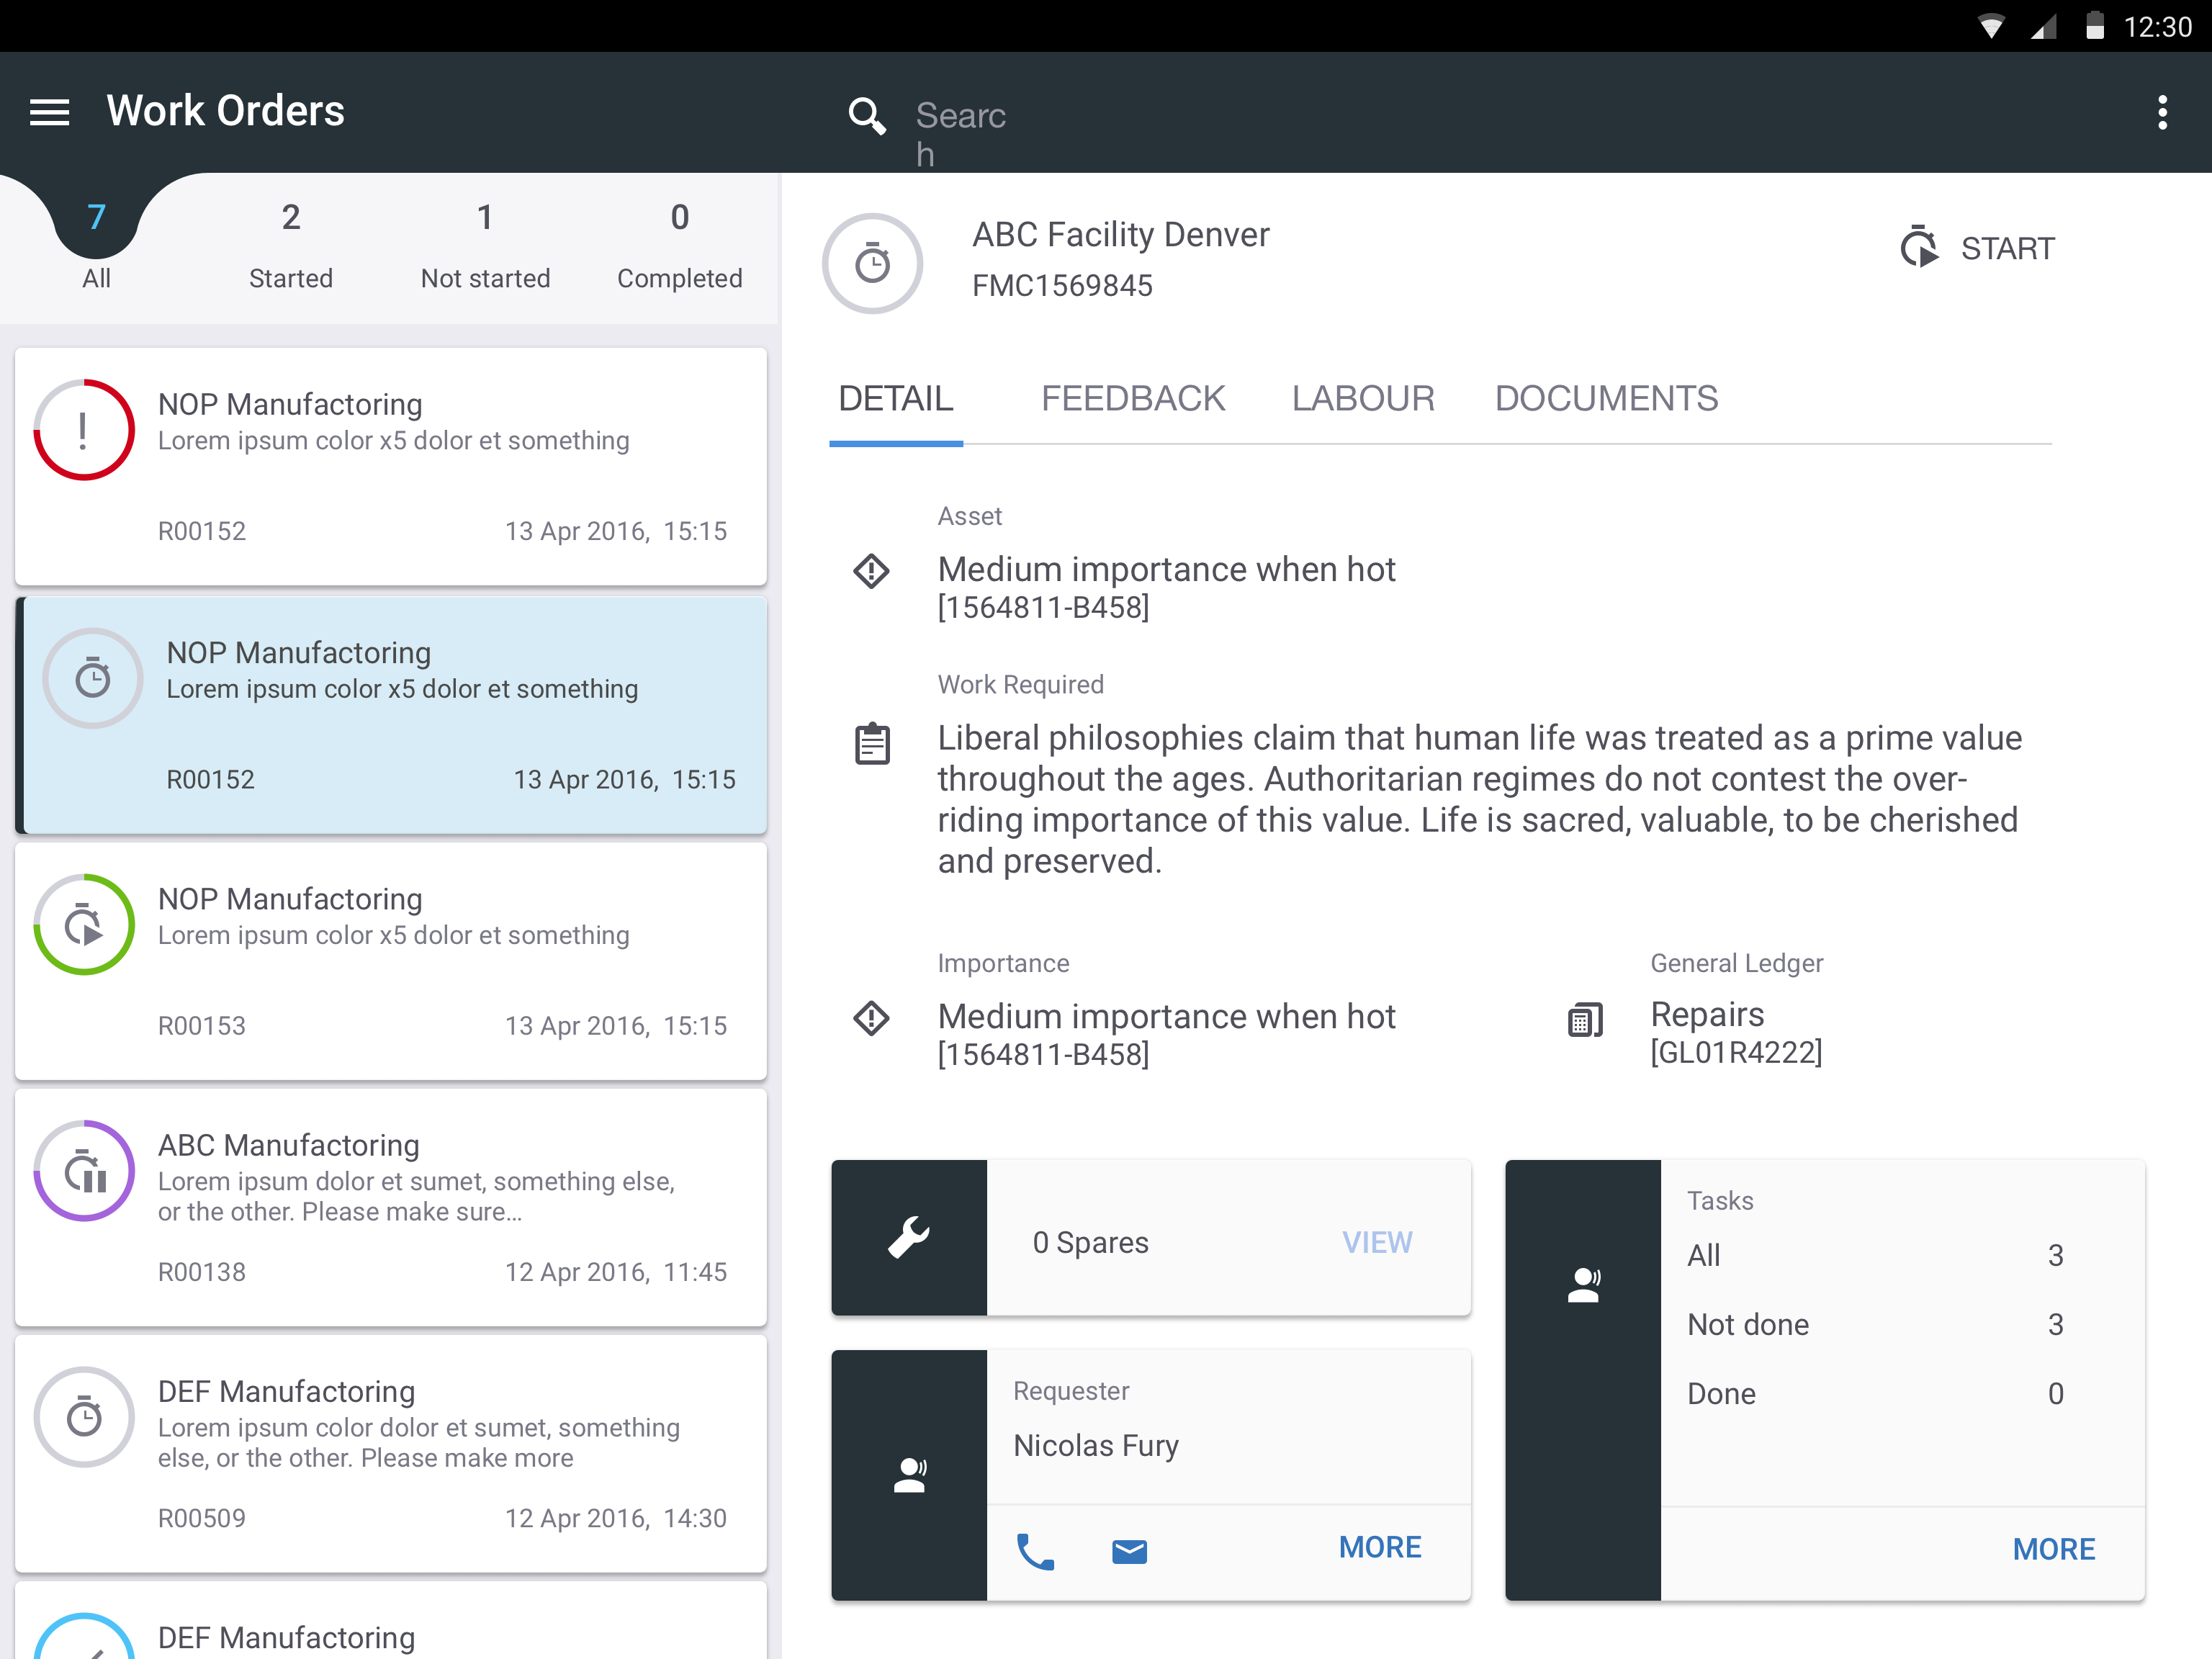 12:30
Work Orders
Searc
h
7
All
2
Started
1
Not started
0
Completed
NOP Manufactoring
Lorem ipsum color x5 dolor et something
R00152
13 Apr 2016, 15:15
NOP Manufactoring
Lorem ipsum color x5 dolor et something
R00152
13 Apr 2016, 15:15
NOP Manufactoring
Lorem ipsum color x5 dolor et something
R00153
13 Apr 2016, 15:15
ABC Manufactoring
Lorem ipsum dolor et sumet, something else,
or the other. Please make sure...
R00138
12 Apr 2016, 11:45
DEF Manufactoring
Lorem ipsum color dolor et sumet, something
else, or the other. Please make more
R00509
12 Apr 2016, 14:30
DEF Manufactoring
ABC Facility Denver
FMC1569845
START
DETAIL
FEEDBACK
LABOUR
DOCUMENTS
Asset
Medium importance when hot
[1564811-B458]
Work Required
Liberal philosophies claim that human life was treated as a prime value
throughout the ages. Authoritarian regimes do not contest the over-
riding importance of this value. Life is sacred, valuable, to be cherished
and preserved.
Importance
Medium importance when hot
[1564811-B458]
General Ledger
Repairs
[GL01R4222]
0 Spares
VIEW
Requester
Nicolas Fury
MORE
Tasks
All 3
Not done 3
Done 0
MORE